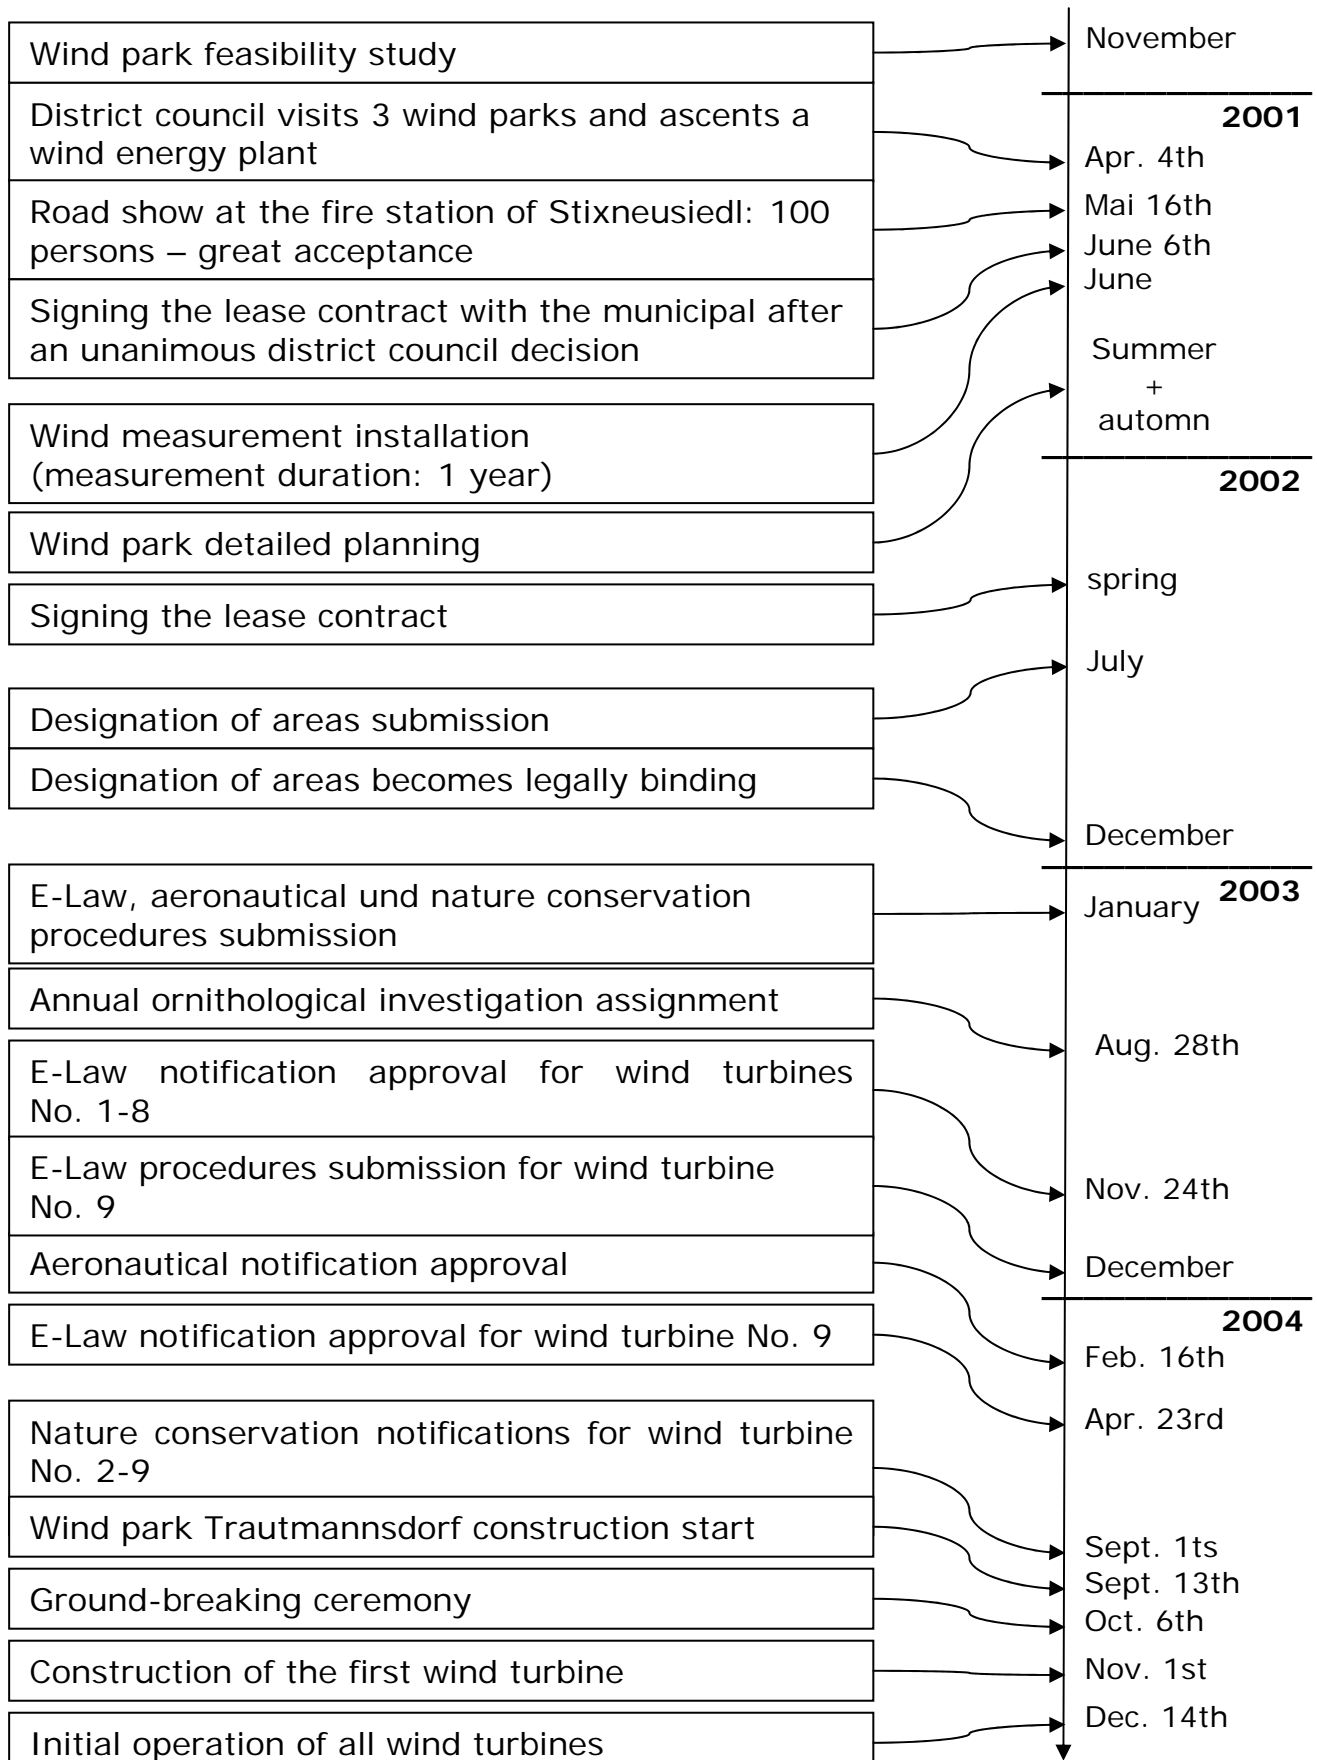 Wind park feasibility study
November
2001
District council visits 3 wind parks and ascents a
wind energy plant
Apr. 4th
Road show at the fire station of Stixneusiedl: 100
persons – great acceptance
Mai 16th
Signing the lease contract with the municipal after
an unanimous district council decision
June 6th
Wind measurement installation
(measurement duration: 1 year)
June
Wind park detailed planning
Summer
+
automn
2002
Signing the lease contract
spring
Designation of areas submission
July
Designation of areas becomes legally binding
December
2003
E-Law, aeronautical und nature conservation
procedures submission
January
Annual ornithological investigation assignment
Aug. 28th
E-Law notification approval for wind turbines
No. 1-8
Nov. 24th
E-Law procedures submission for wind turbine
No. 9
December
2004
Aeronautical notification approval
Feb. 16th
E-Law notification approval for wind turbine No. 9
Apr. 23rd
Nature conservation notifications for wind turbine
No. 2-9
Sept. 1ts
Wind park Trautmannsdorf construction start
Sept. 13th
Ground-breaking ceremony
Oct. 6th
Construction of the first wind turbine
Nov. 1st
Initial operation of all wind turbines
Dec. 14th